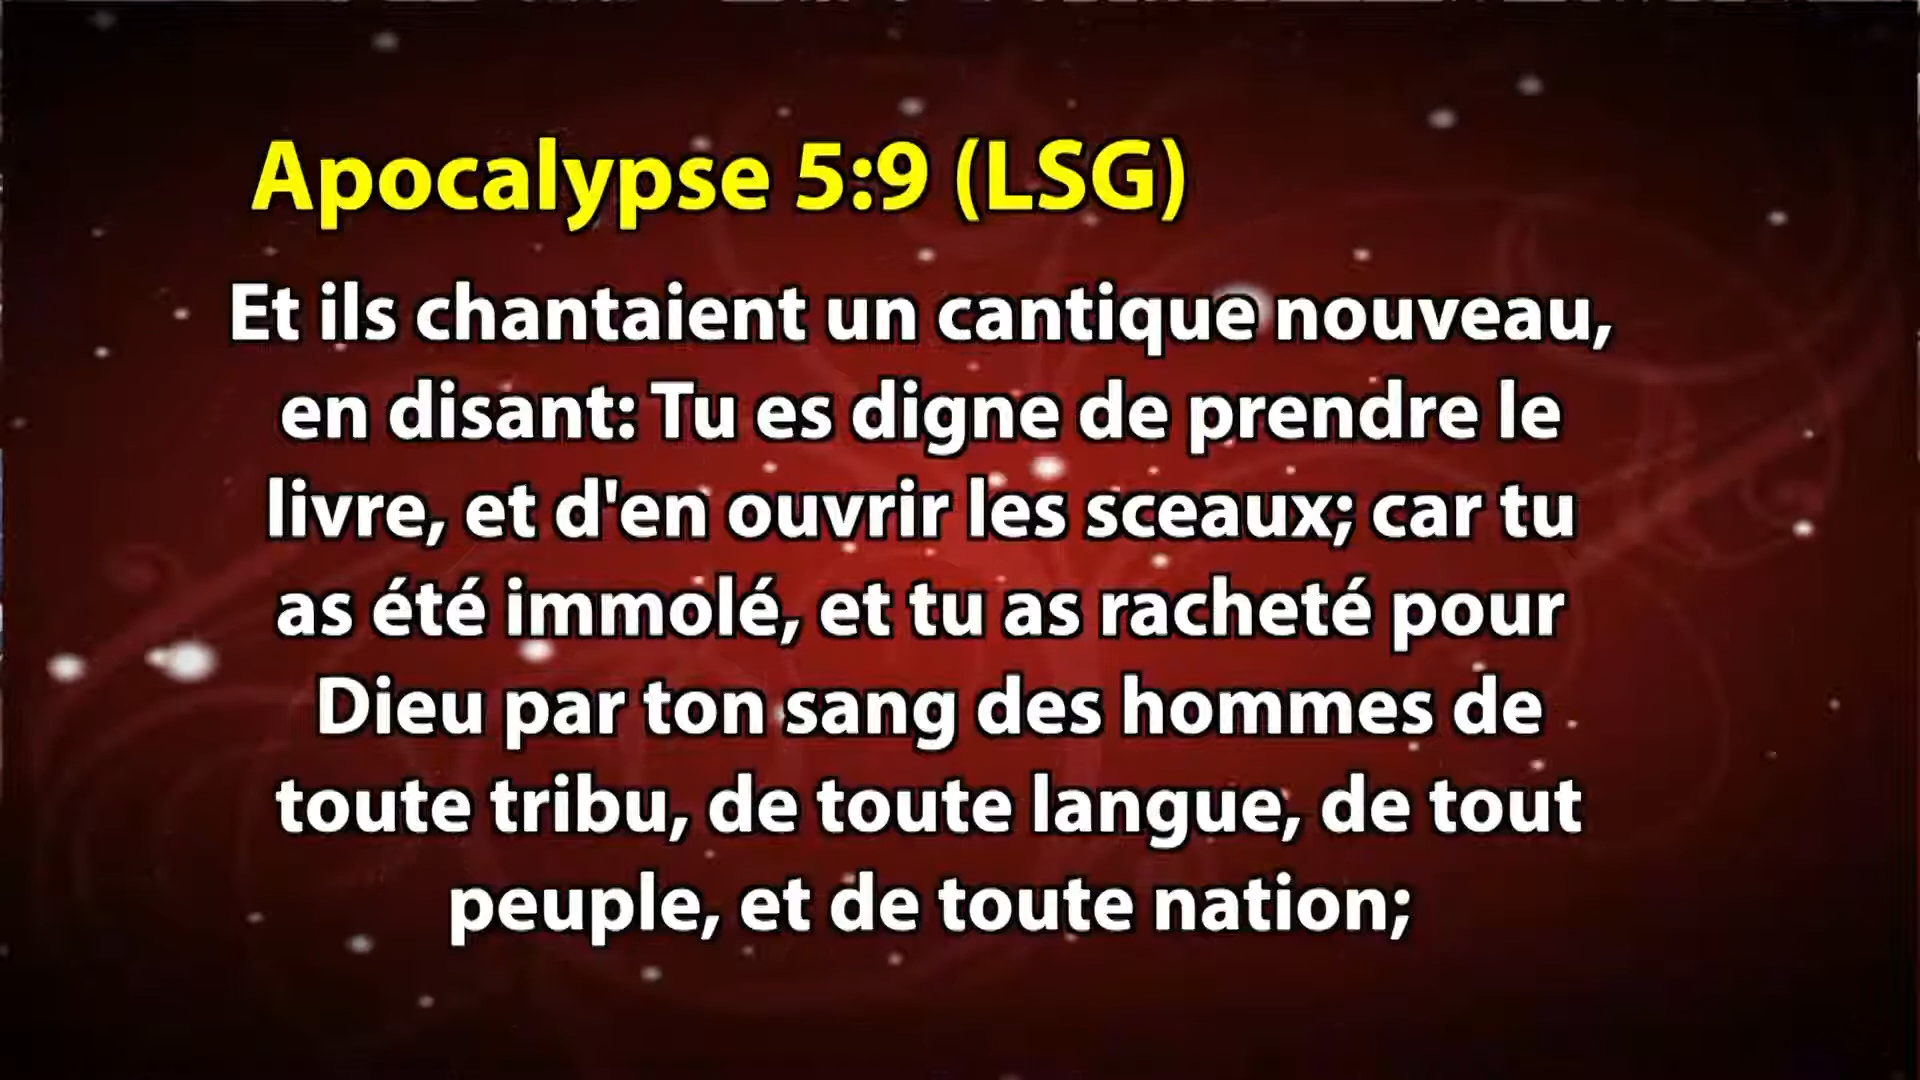 Apocalypse 5:9 (LSG)
Et ils chantaient un cantique nouveau,
en disant: Tu es digne de prendre le
livre, et d'en ouvrir les sceaux; car tu
as été immolé, et tu as racheté pour
Dieu par ton sang des hommes de
toute tribu, de toute langue, de tout
peuple, et de toute nation;